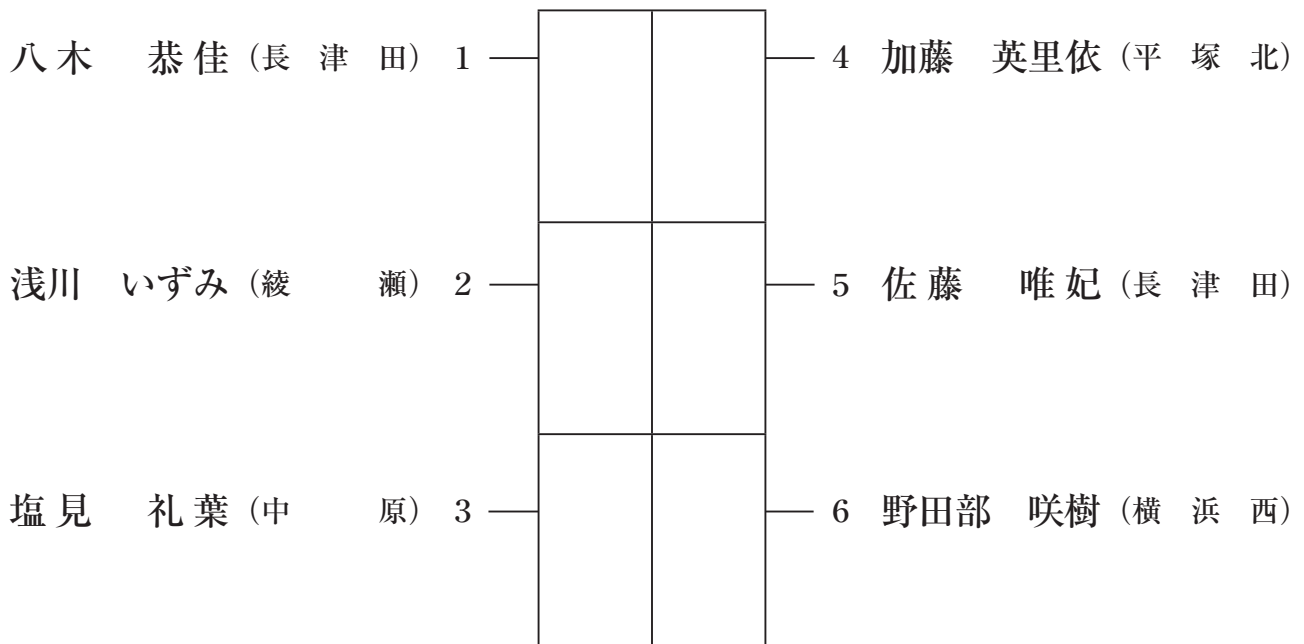 八木　恭佳（長津田）1
4　加藤　英里依（平塚北）
浅川　いずみ（綾瀬）2
5　佐藤　唯妃（長津田）
塩見　礼葉（中原）3
6　野田部　咲樹（横浜西）